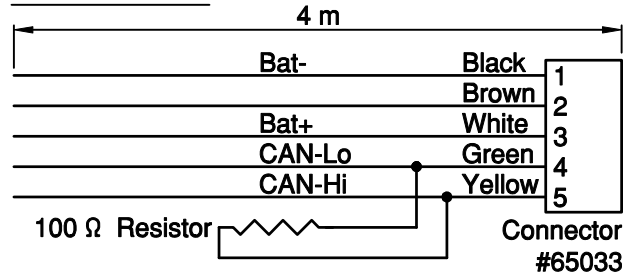 4 m
Bat- Black 1
Brown 2
Bat+ White 3
CAN-Lo Green 4
CAN-Hi Yellow 5
100 Ω Resistor
Connector
#65033